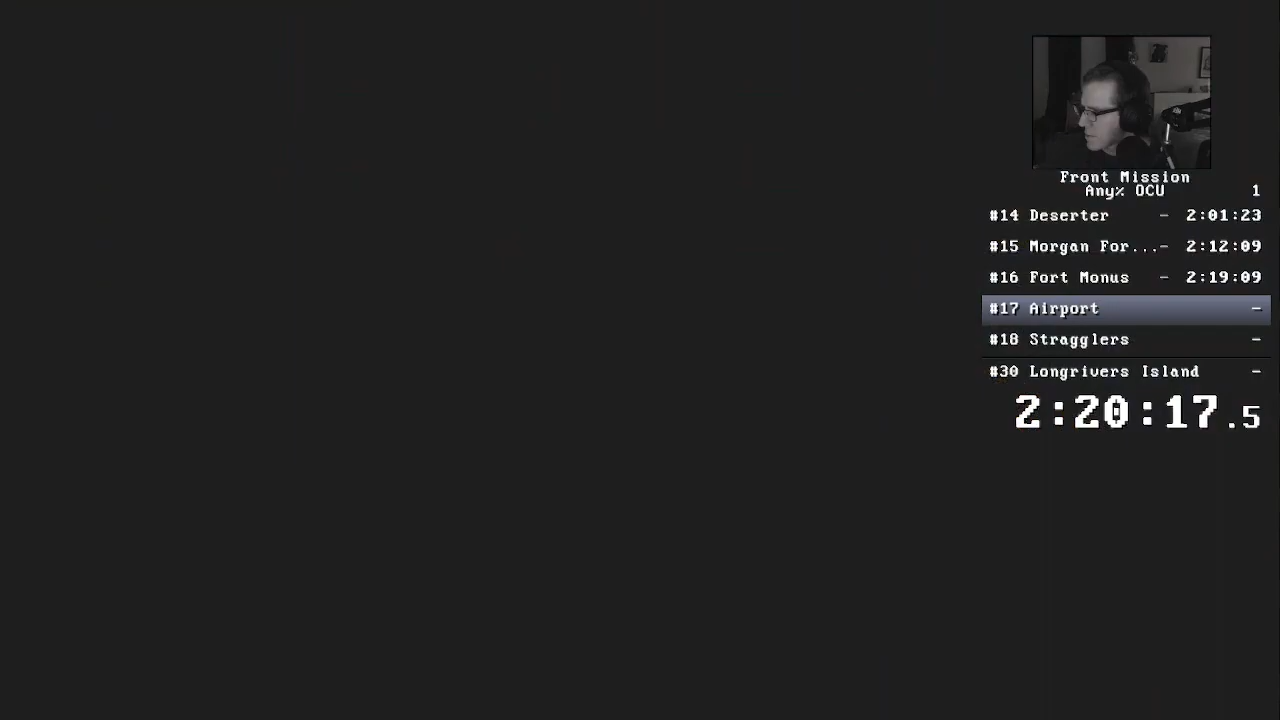 Front Mission
Any% OCU 1
#14 Deserter - 2:01:23
#15 Morgan For...- 2:12:09
#16 Fort Monus - 2:19:09
#17 Airport -
#18 Stragglers -
#30 Longrivers Island -
2:20:17.5